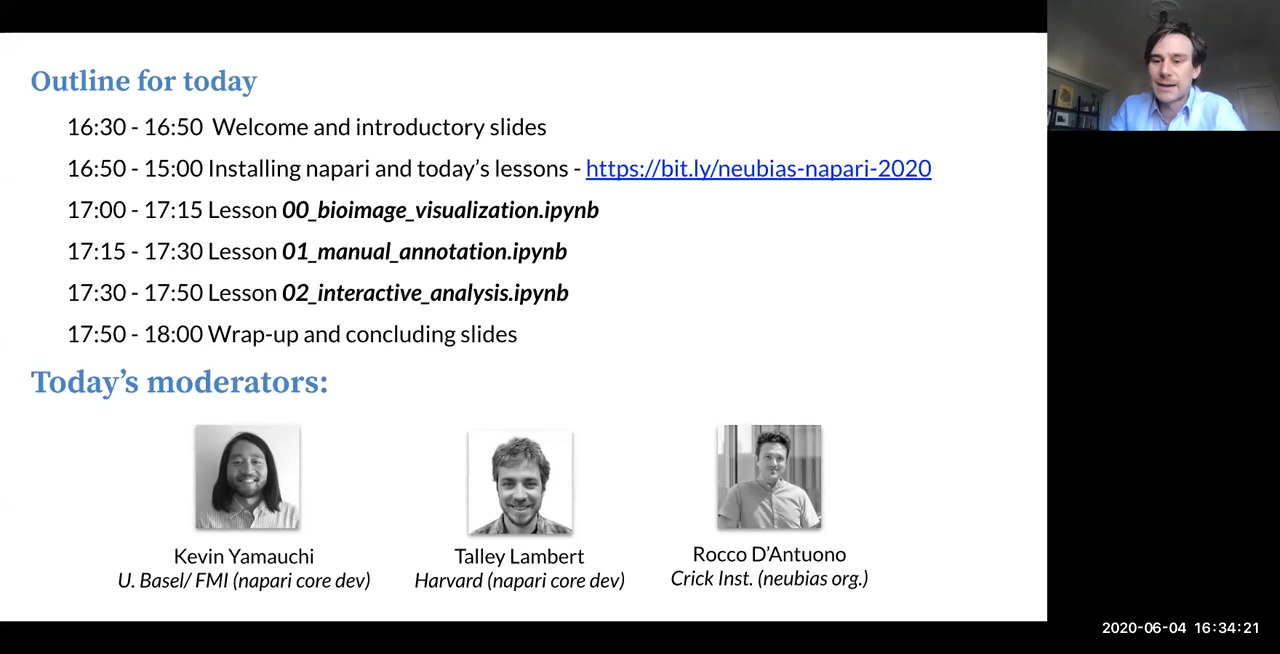 Outline for today
16:30 - 16:50 Welcome and introductory slides
16:50 - 15:00 Installing napari and today's lessons - https://bit.ly/neubias-napari-2020
17:00 - 17:15 Lesson 00_bioimage_visualization.ipynb
17:15 - 17:30 Lesson 01_manual_annotation.ipynb
17:30 - 17:50 Lesson 02_interactive_analysis.ipynb
17:50 - 18:00 Wrap-up and concluding slides
Today’s moderators:
Kevin Yamauchi
U. Basel/ FMI (napari core dev)
Talley Lambert
Harvard (napari core dev)
Rocco D’Antuono
Crick Inst. (neubias org.)
2020-06-04 16:34:21